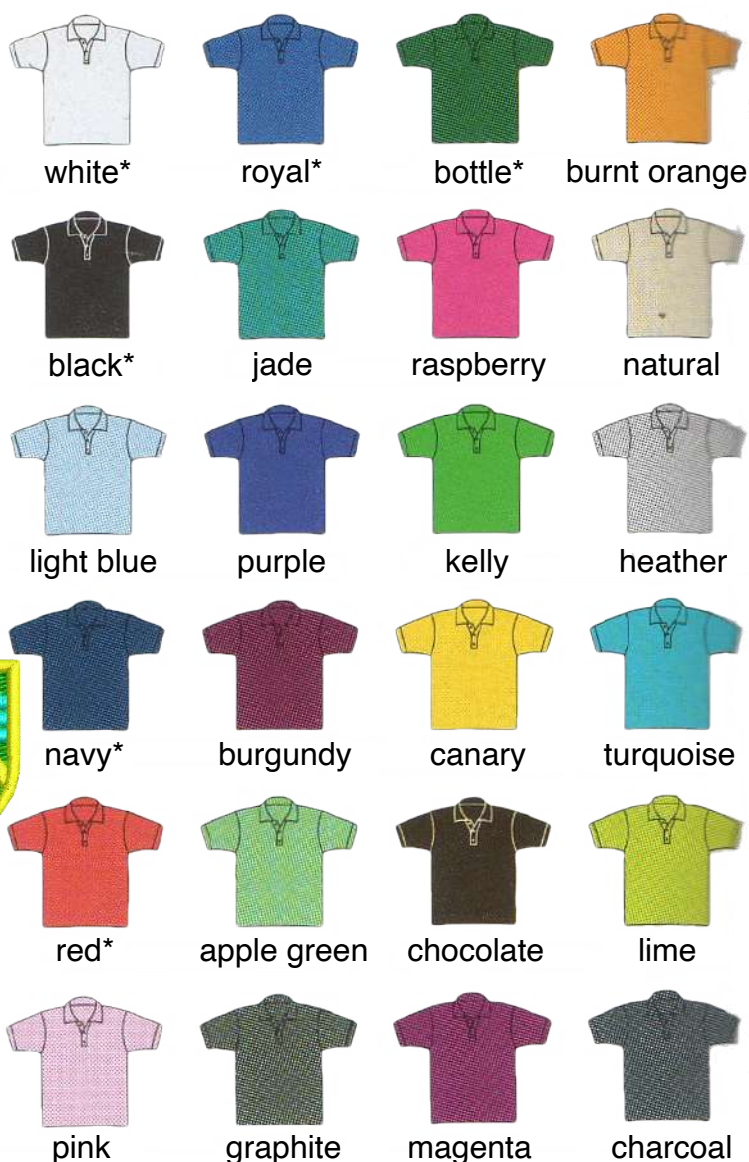 white* royal* bottle* burnt orange
black* jade raspberry natural
light blue purple kelly heather
navy* burgundy canary turquoise
red* apple green chocolate lime
pink graphite magenta charcoal